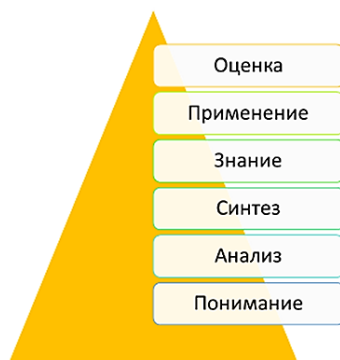 Оценка
Применение
Знание
Синтез
Анализ
Понимание